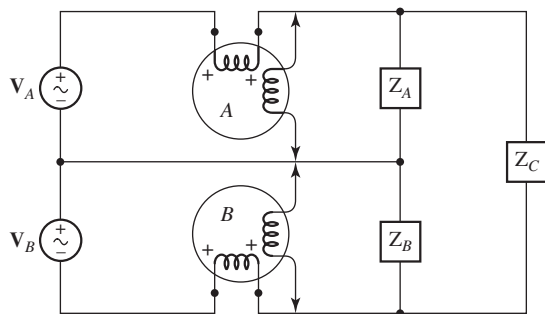 + +
V_A + ~ − A Z_A
Z_C
V_B + ~ − B Z_B
+ +